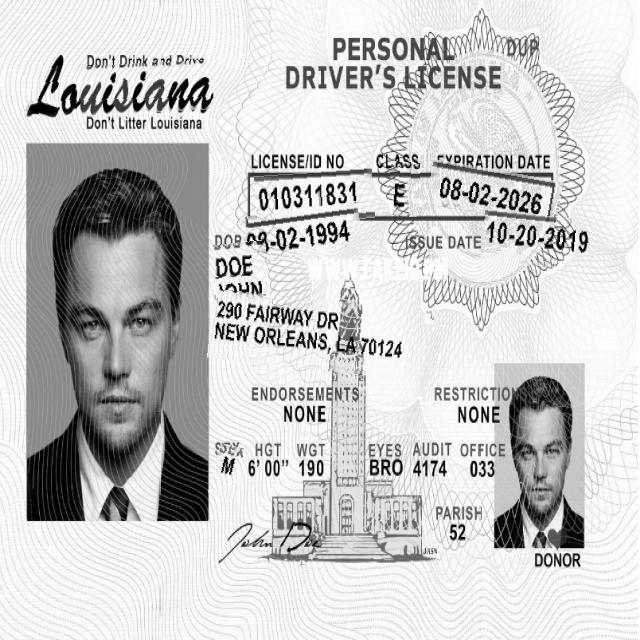 PERSONAL DUP
DRIVER'S LICENSE
Don't Drink and Drive
Louisiana
Don't Litter Louisiana
LICENSE/ID NO CLASS EXPIRATION DATE
010311831 E 08-02-2026
DOB -02-1994 ISSUE DATE 10-20-2019
DOE
JOHN
290 FAIRWAY DR
NEW ORLEANS, LA 70124
ENDORSEMENTS RESTRICTION
NONE NONE
SEX HGT WGT EYES AUDIT OFFICE
M 6' 00" 190 BRO 4174 033
PARISH
52
John Doe
DONOR